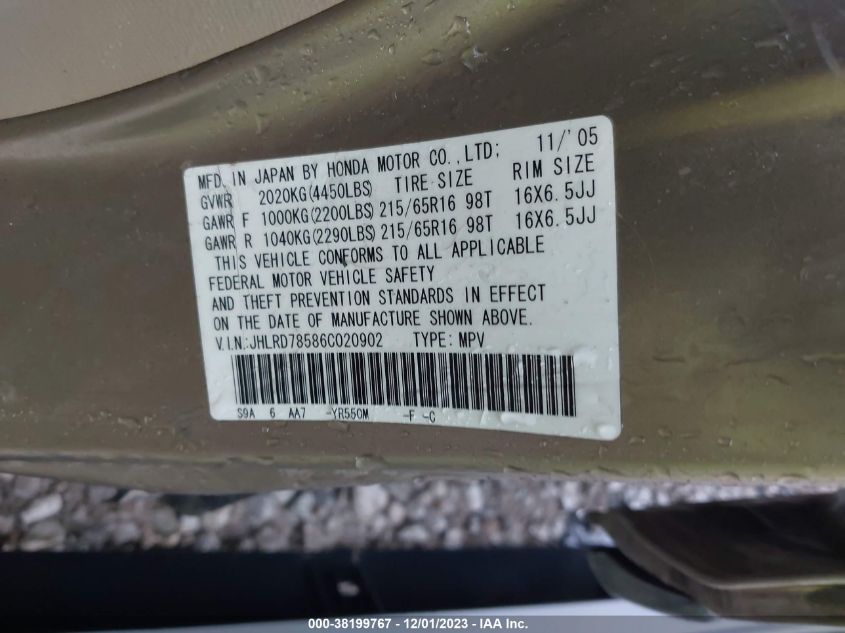 MFD. IN JAPAN BY HONDA MOTOR CO.,LTD; 11/'05
GVWR 2020KG(4450LBS) TIRE SIZE RIM SIZE
GAWR F 1000KG(2200LBS) 215/65R16 98T 16X6.5JJ
GAWR R 1040KG(2290LBS) 215/65R16 98T 16X6.5JJ
THIS VEHICLE CONFORMS TO ALL APPLICABLE
FEDERAL MOTOR VEHICLE SAFETY
AND THEFT PREVENTION STANDARDS IN EFFECT
ON THE DATE OF MANUFACTURE SHOWN ABOVE.
V.I.N:JHLRD78586C020902 TYPE: MPV
S9A 6 AA7 -YR550M -F -C
000-38199767 - 12/01/2023 - IAA Inc.